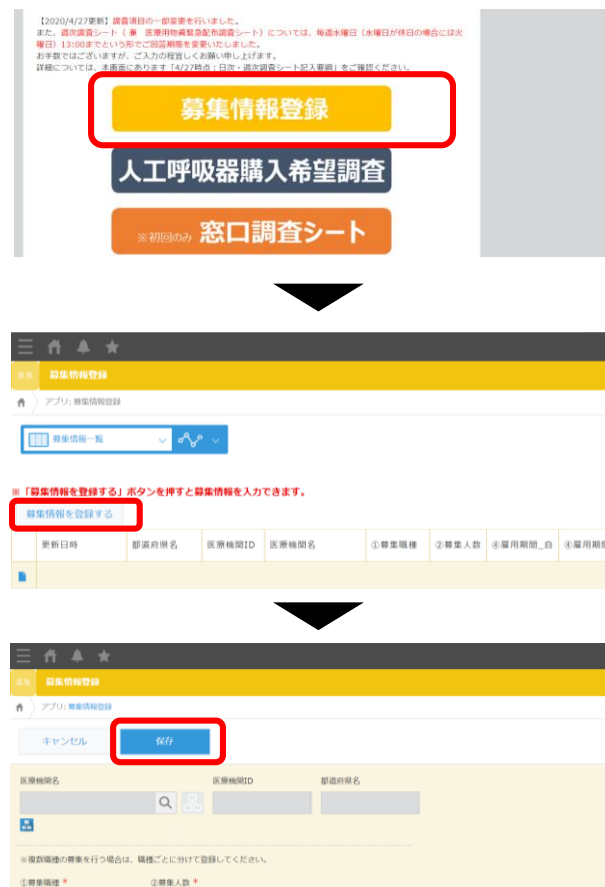 【2020/4/27更新】調査項目の一部変更を行いました。
また、週次調査シート（ 兼 医療用物資緊急配布調査シート）については、毎週水曜日（水曜日が休日の場合には火
曜日）13:00までという形でご回答期限を変更いたしました。
お手数ではございますが、ご入力の程宜しくお願い申し上げます。
詳細については、本画面にあります「4/27時点：日次・週次調査シート記入要綱」をご確認ください。
募集情報登録
人工呼吸器購入希望調査
※初回のみ 窓口調査シート
募集情報登録
アプリ: 募集情報登録
募集情報一覧
※「募集情報を登録する」ボタンを押すと募集情報を入力できます。
募集情報を登録する
更新日時 都道府県名 医療機関ID 医療機関名 ①募集職種 ②募集人数 ④雇用期間_自 ④雇用期間
募集情報登録
アプリ: 募集情報登録
キャンセル 保存
医療機関名 医療機関ID 都道府県名
※複数職種の募集を行う場合は、職種ごとに分けて登録してください。
①募集職種 * ②募集人数 *